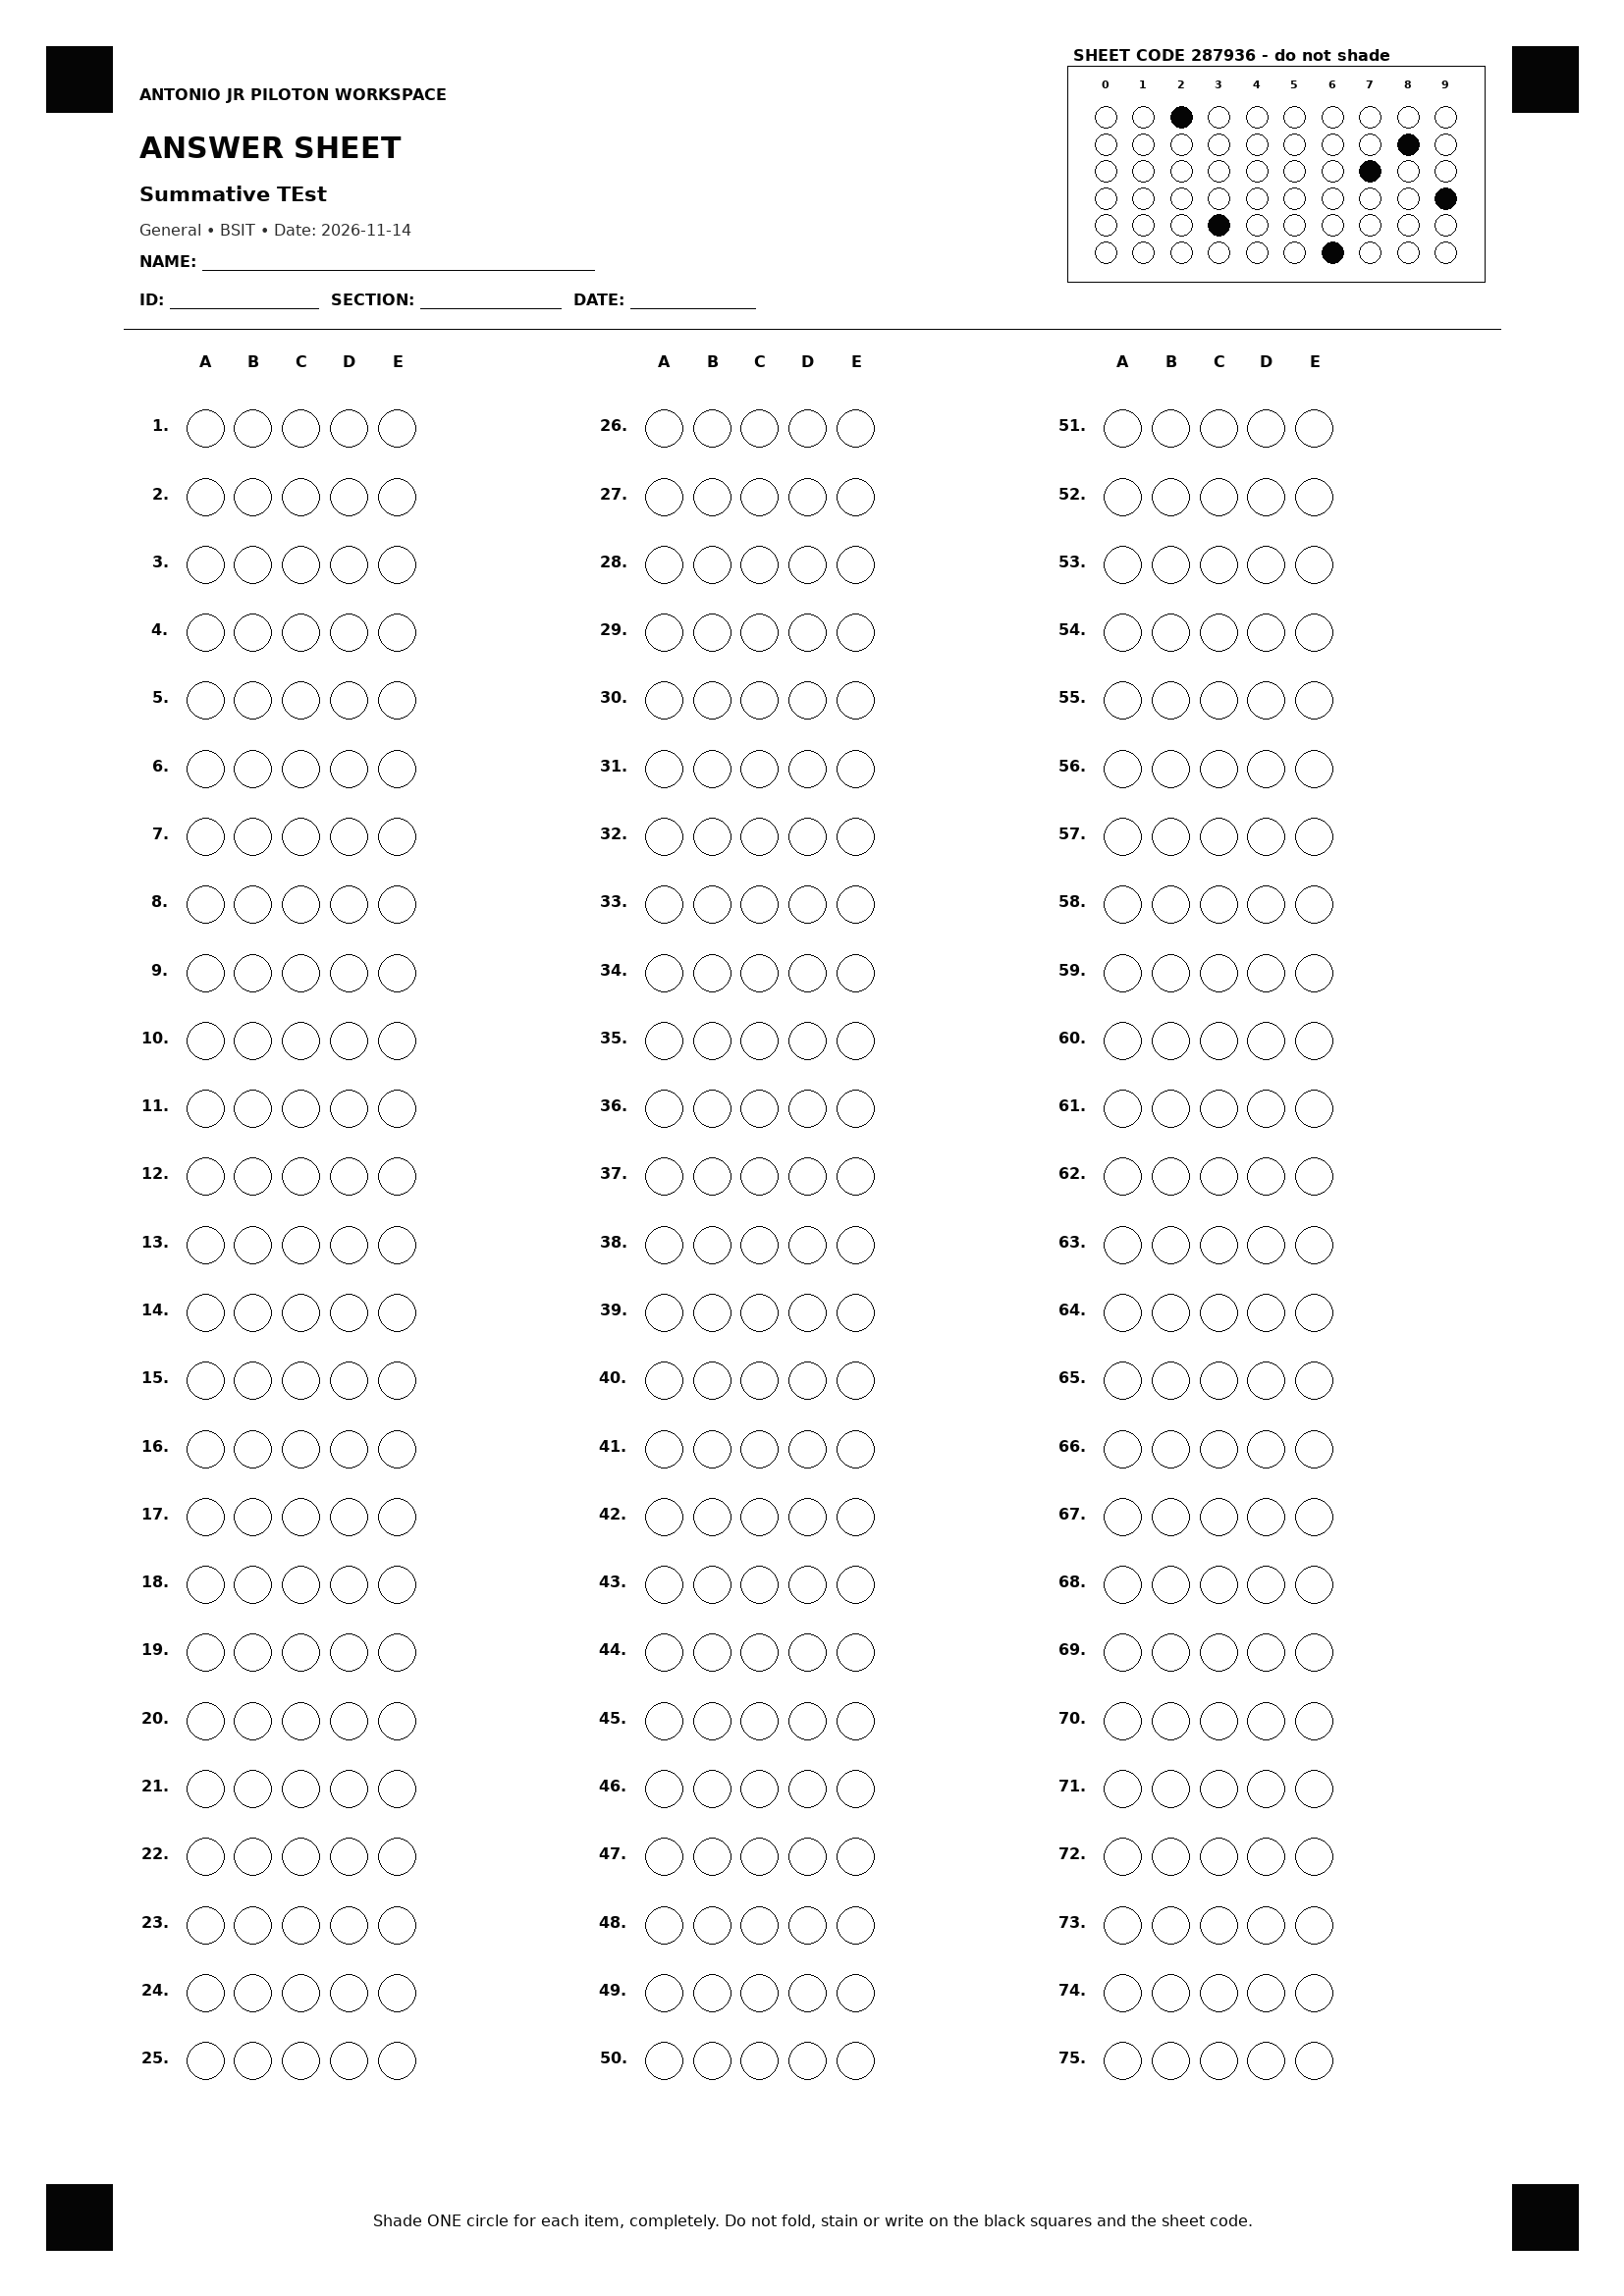 SHEET CODE 287936 - do not shade
0 1 2 3 4 5 6 7 8 9
ANTONIO JR PILOTON WORKSPACE
ANSWER SHEET
Summative TEst
General • BSIT • Date: 2026-11-14
NAME:
ID: SECTION: DATE:
A B C D E A B C D E A B C D E
1. 26. 51.
2. 27. 52.
3. 28. 53.
4. 29. 54.
5. 30. 55.
6. 31. 56.
7. 32. 57.
8. 33. 58.
9. 34. 59.
10. 35. 60.
11. 36. 61.
12. 37. 62.
13. 38. 63.
14. 39. 64.
15. 40. 65.
16. 41. 66.
17. 42. 67.
18. 43. 68.
19. 44. 69.
20. 45. 70.
21. 46. 71.
22. 47. 72.
23. 48. 73.
24. 49. 74.
25. 50. 75.
Shade ONE circle for each item, completely. Do not fold, stain or write on the black squares and the sheet code.